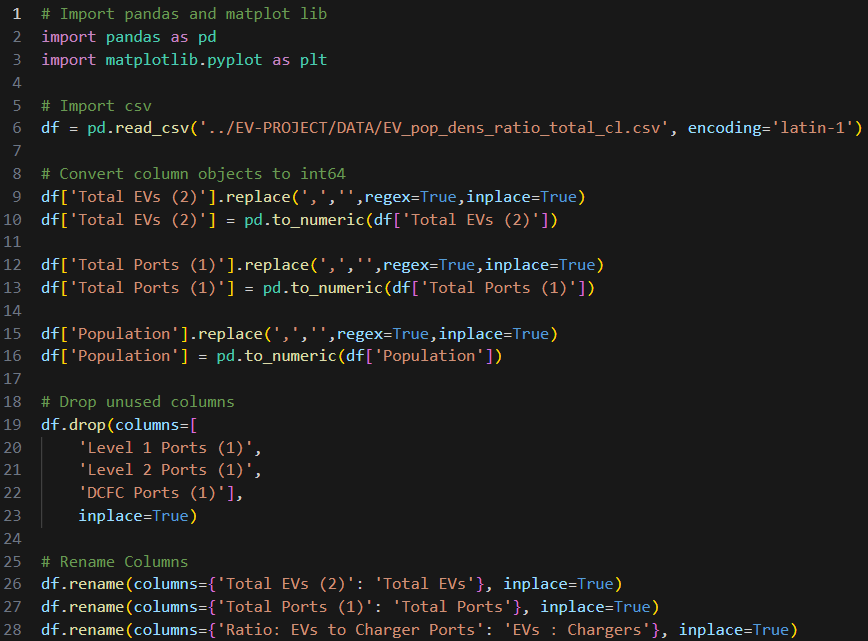 1 # Import pandas and matplot lib
2 import pandas as pd
3 import matplotlib.pyplot as plt
4
5 # Import csv
6 df = pd.read_csv('../EV-PROJECT/DATA/EV_pop_dens_ratio_total_cl.csv', encoding='latin-1')
7
8 # Convert column objects to int64
9 df['Total EVs (2)'].replace(',','',regex=True,inplace=True)
10 df['Total EVs (2)'] = pd.to_numeric(df['Total EVs (2)'])
11
12 df['Total Ports (1)'].replace(',','',regex=True,inplace=True)
13 df['Total Ports (1)'] = pd.to_numeric(df['Total Ports (1)'])
14
15 df['Population'].replace(',','',regex=True,inplace=True)
16 df['Population'] = pd.to_numeric(df['Population'])
17
18 # Drop unused columns
19 df.drop(columns=[
20     'Level 1 Ports (1)',
21     'Level 2 Ports (1)',
22     'DCFC Ports (1)'],
23     inplace=True)
24
25 # Rename Columns
26 df.rename(columns={'Total EVs (2)': 'Total EVs'}, inplace=True)
27 df.rename(columns={'Total Ports (1)': 'Total Ports'}, inplace=True)
28 df.rename(columns={'Ratio: EVs to Charger Ports': 'EVs : Chargers'}, inplace=True)